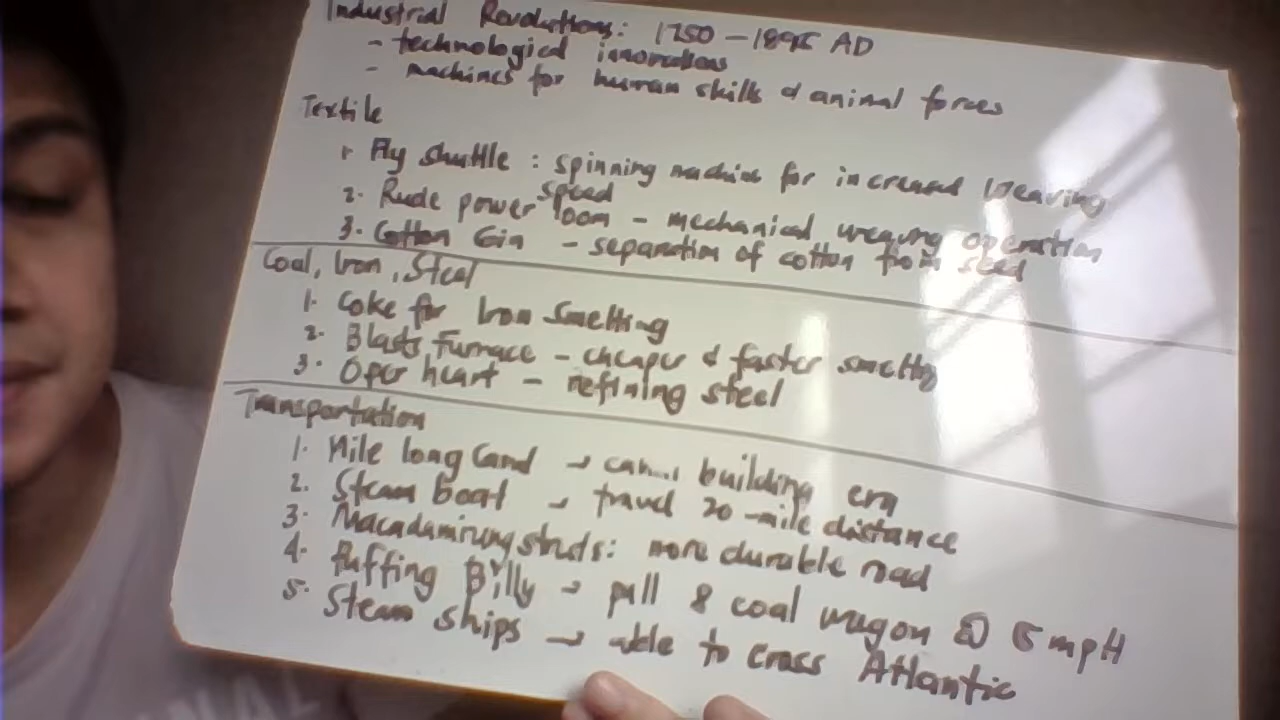 Industrial Revolutions: 1750 - 1895 AD
- technological innovations
- machines for human skills & animal forces
Textile
1. Fly shuttle : spinning machine for increased weaving speed
2. Rude power loom - mechanical weaving operation
3. Cotton Gin - separation of cotton from seed
Coal, Iron, Steel
1. Coke for Iron Smelting
2. Blasts Furnace - cheaper & faster smelting
3. Open heart - refining steel
Transportation
1. Mile long Canal → canal building era
2. Steam boat → travel 20-mile distance
3. : more durable road
4. Puffing Billy → pull 8 coal wagon @ 5 mpH
5. Steam ships → able to cross Atlantic